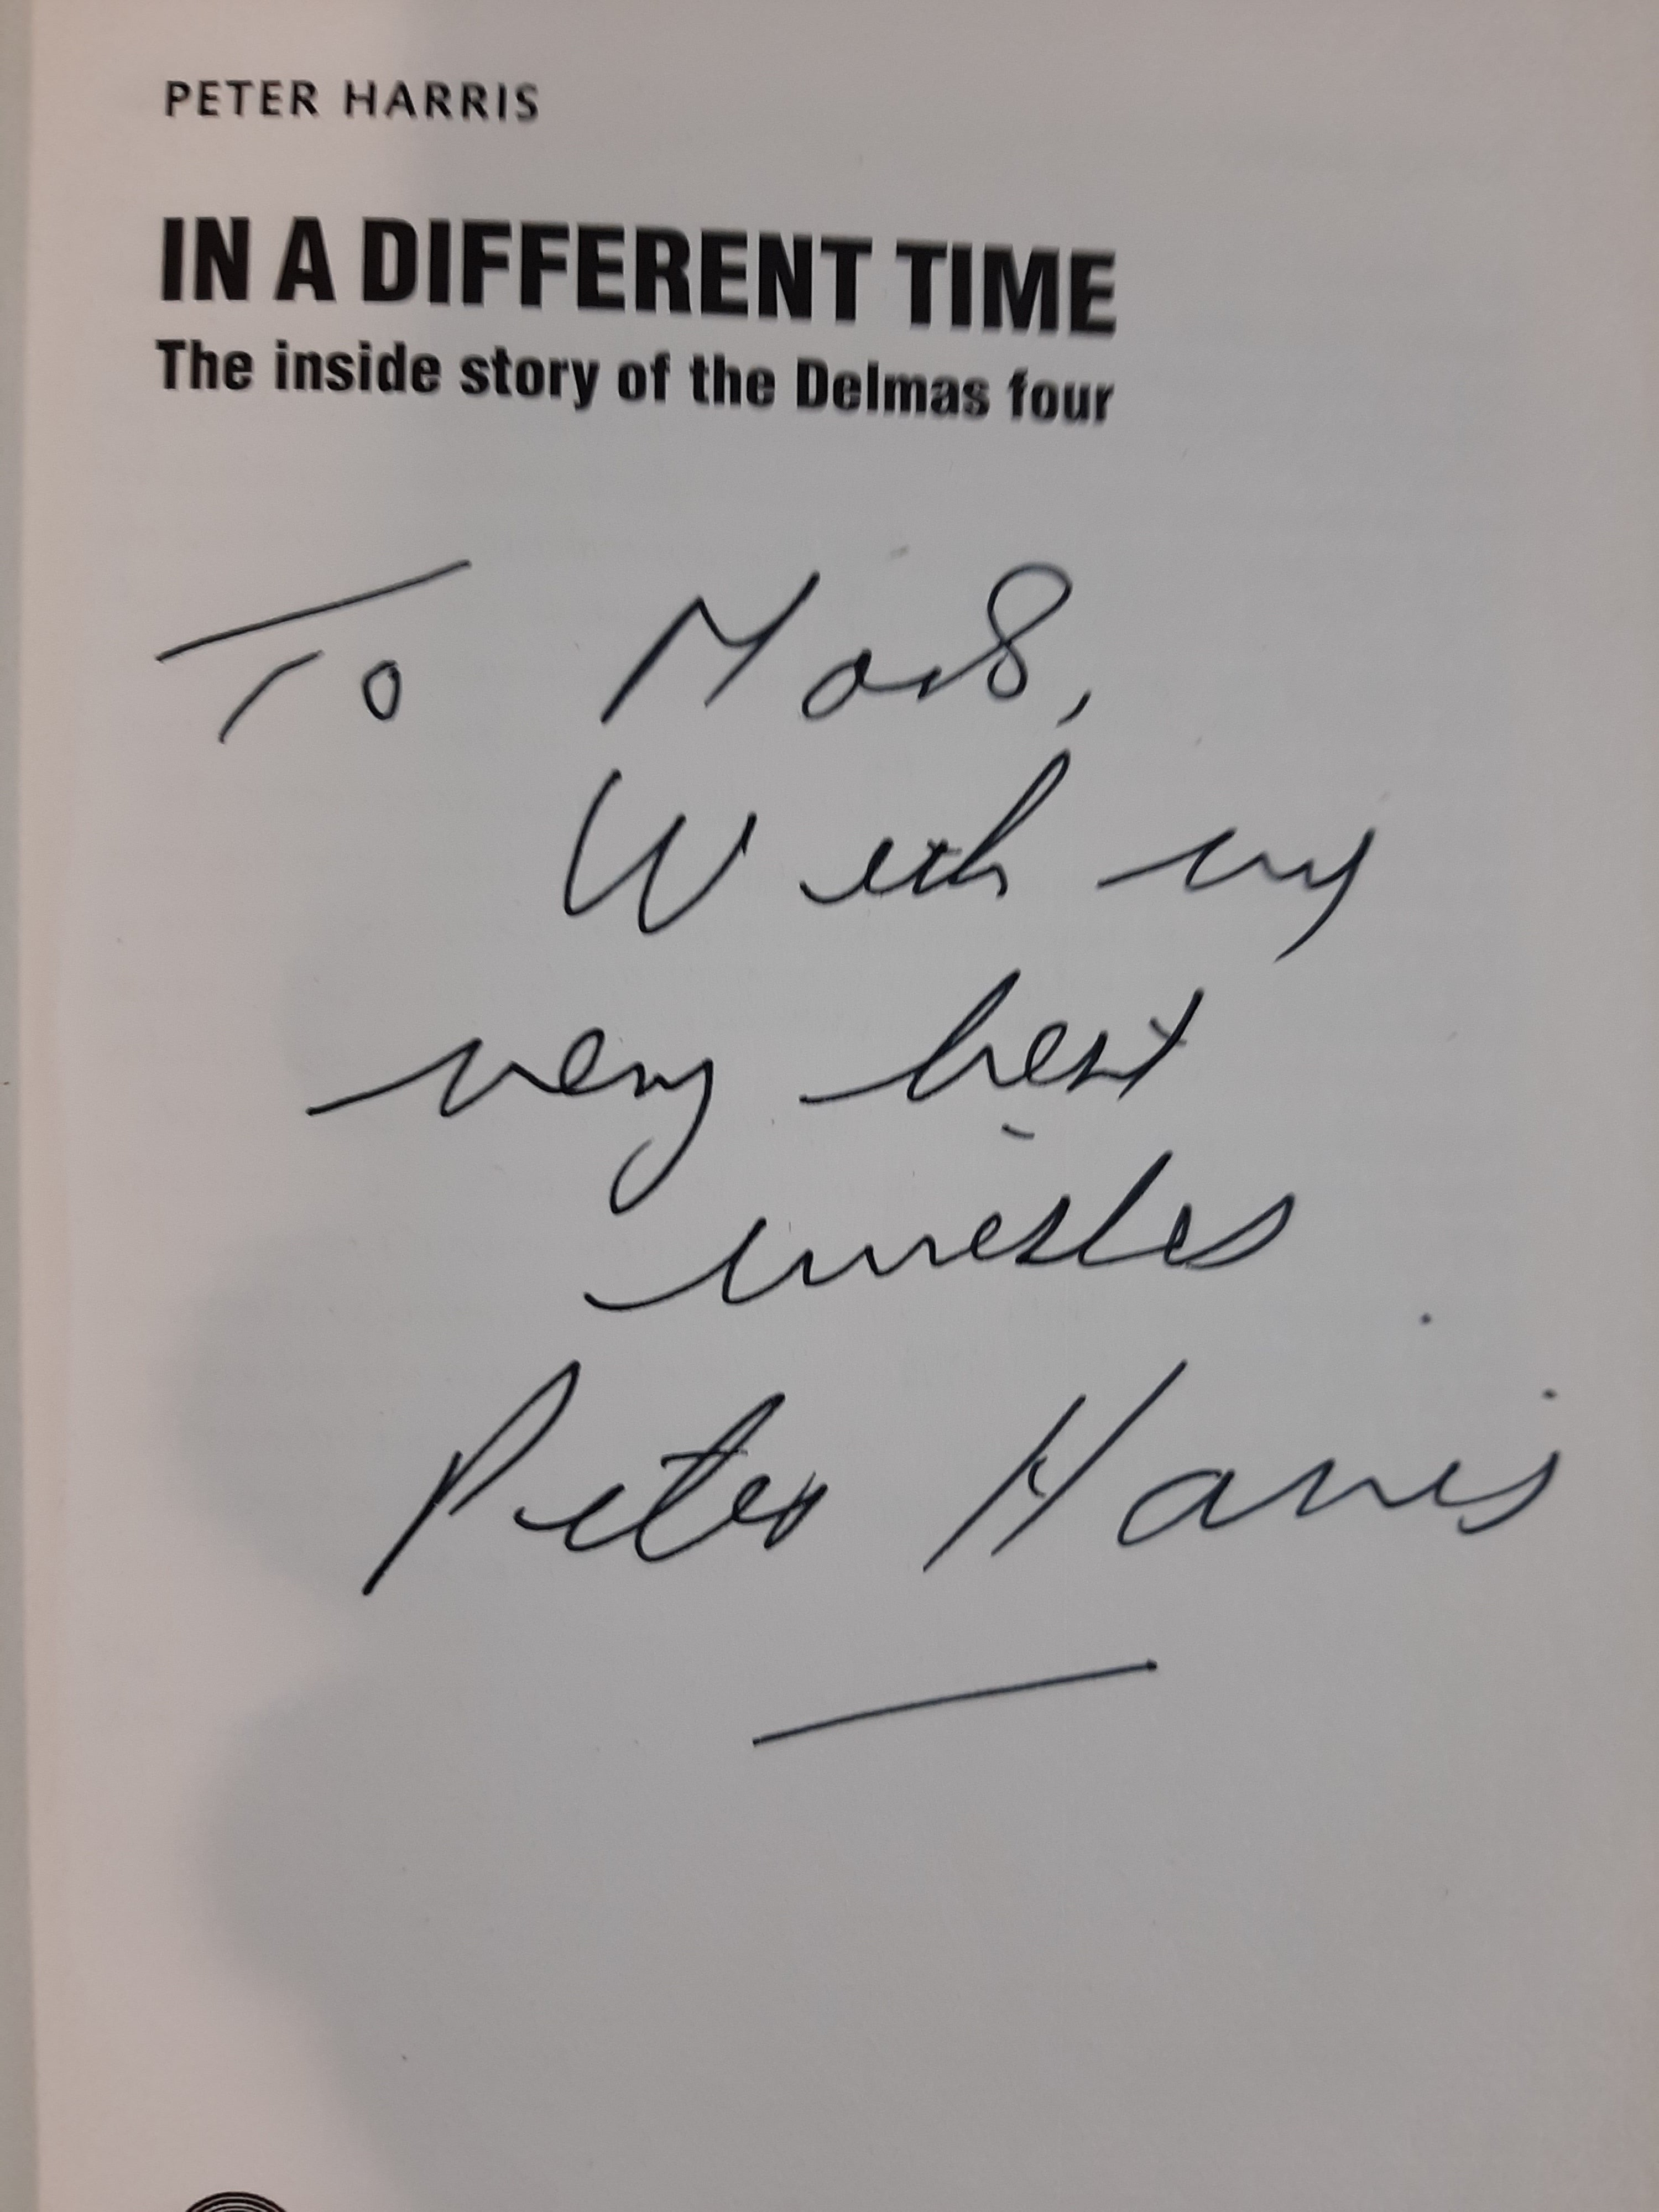 PETER HARRIS
IN A DIFFERENT TIME
The inside story of the Delmas four
To
With my
very best
wishes
Peter Harris